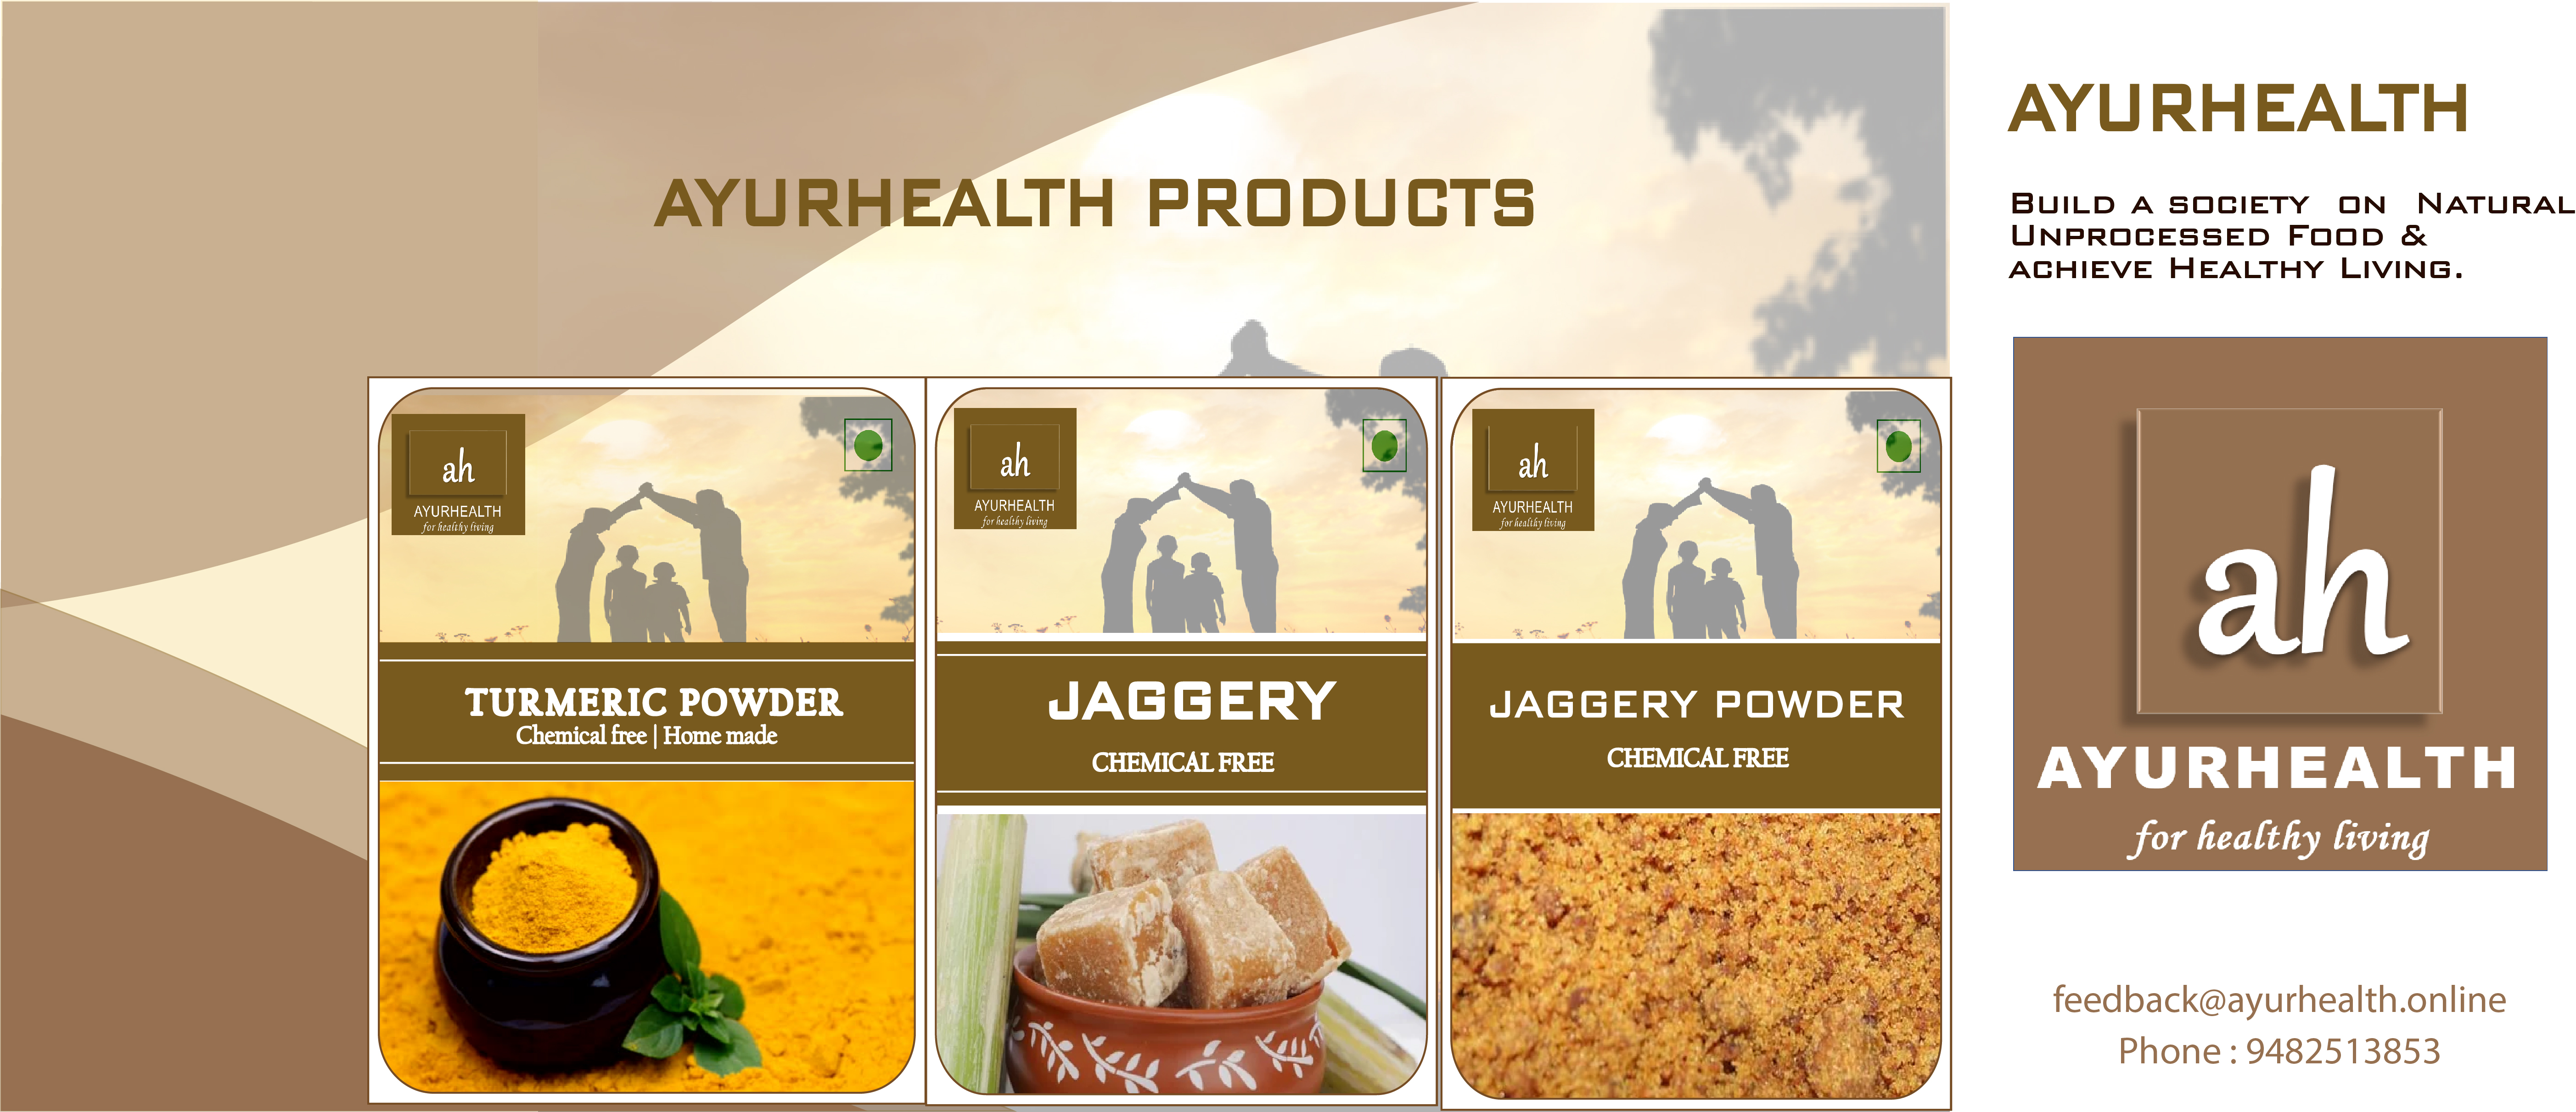 AYURHEALTH PRODUCTS
ah
AYURHEALTH
for healthy living
TURMERIC POWDER
Chemical free | Home made
ah
AYURHEALTH
for healthy living
JAGGERY
CHEMICAL FREE
ah
AYURHEALTH
for healthy living
JAGGERY POWDER
CHEMICAL FREE
AYURHEALTH
BUILD A SOCIETY ON NATURAL
UNPROCESSED FOOD &
ACHIEVE HEALTHY LIVING.
ah
AYURHEALTH
for healthy living
feedback@ayurhealth.online
Phone : 9482513853